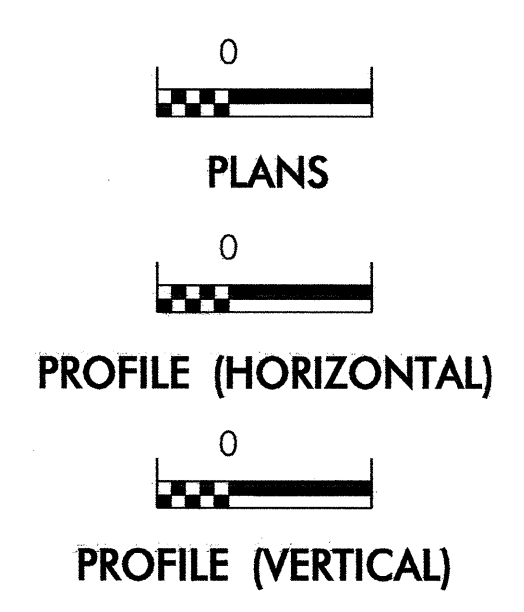 0
PLANS
0
PROFILE (HORIZONTAL)
0
PROFILE (VERTICAL)